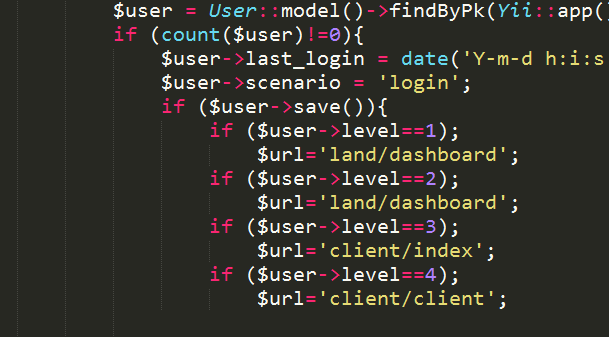 $user = User::model()->findByPk(Yii::app()
if (count($user)!=0){
$user->last_login = date('Y-m-d h:i:s
$user->scenario = 'login';
if ($user->save()){
if ($user->level==1);
$url='land/dashboard';
if ($user->level==2);
$url='land/dashboard';
if ($user->level==3);
$url='client/index';
if ($user->level==4);
$url='client/client';